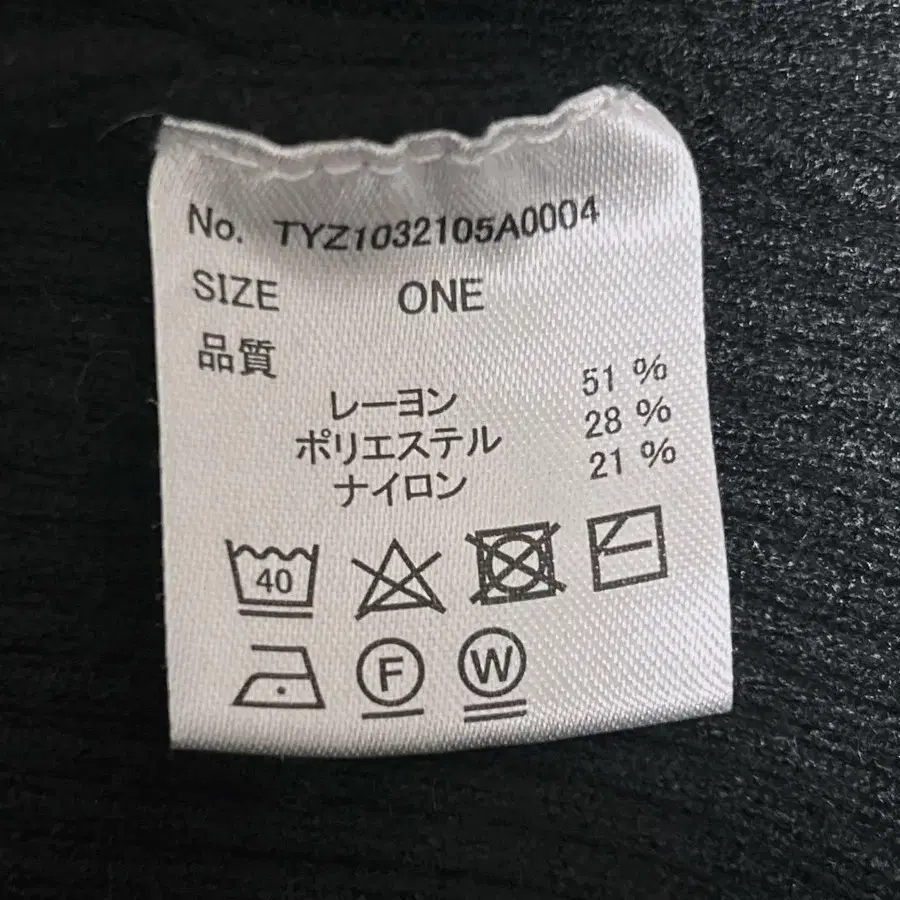 No. TYZ1032105A0004
SIZE ONE
品質
レーヨン 51 %
ポリエステル 28 %
ナイロン 21 %
40
F
W